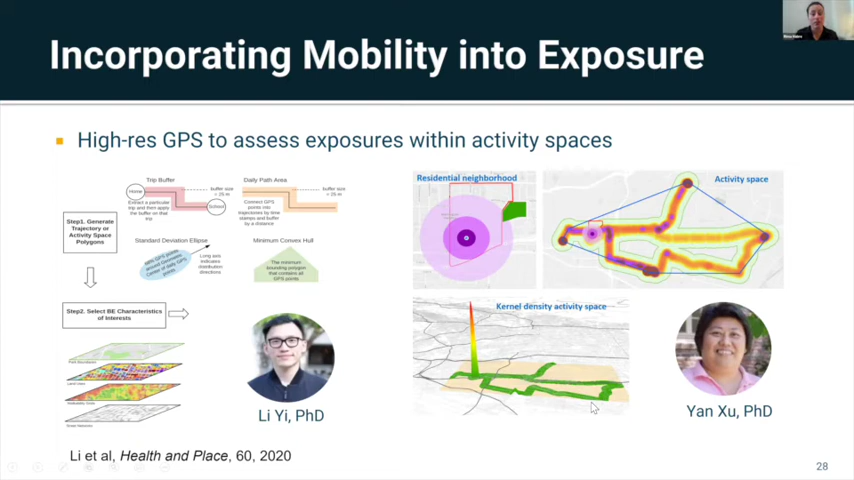 Incorporating Mobility into Exposure
High-res GPS to assess exposures within activity spaces
Trip Buffer
Home
buffer size
= 25 m
Extract a particular
trip and then apply
the buffer on that
trip
School
Daily Path Area
buffer size
= 25 m
Connect GPS
points into
trajectories by time
stamps and buffer
by a distance
Step1. Generate
Trajectory or
Activity Space
Polygons
Standard Deviation Ellipse
Long axis
indicates
distribution
directions
Minimum Convex Hull
The minimum
bounding polygon
that contains all
GPS points
Step2. Select BE Characteristics
of Interests
Residential neighborhood
Activity space
Kernel density activity space
Li Yi, PhD
Yan Xu, PhD
Li et al, Health and Place, 60, 2020
28